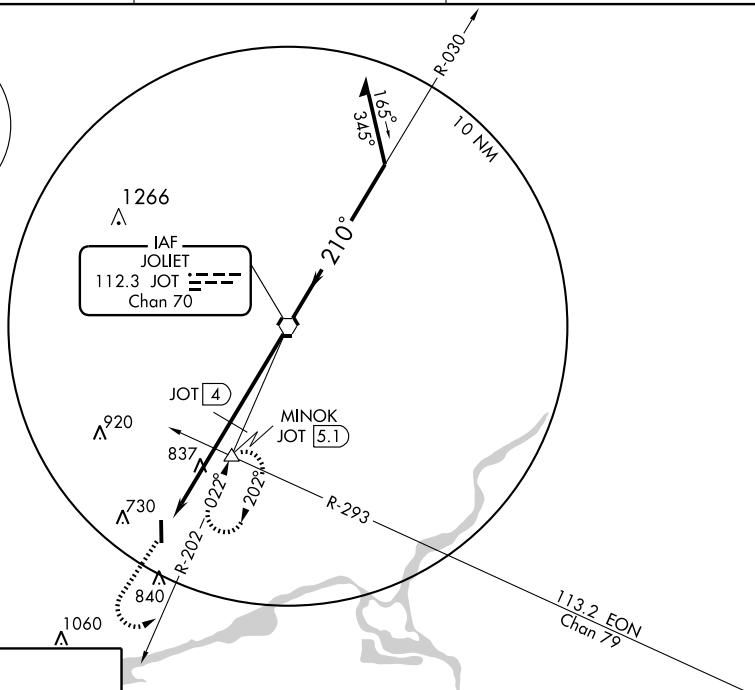 R-030
165°
345°
10 NM
1266
210°
IAF
JOLIET
112.3 JOT
Chan 70
JOT 4
MINOK
JOT 5.1
920
837
730
022°
202°
R-293
R-202
840
1060
113.2 EON
Chan 79